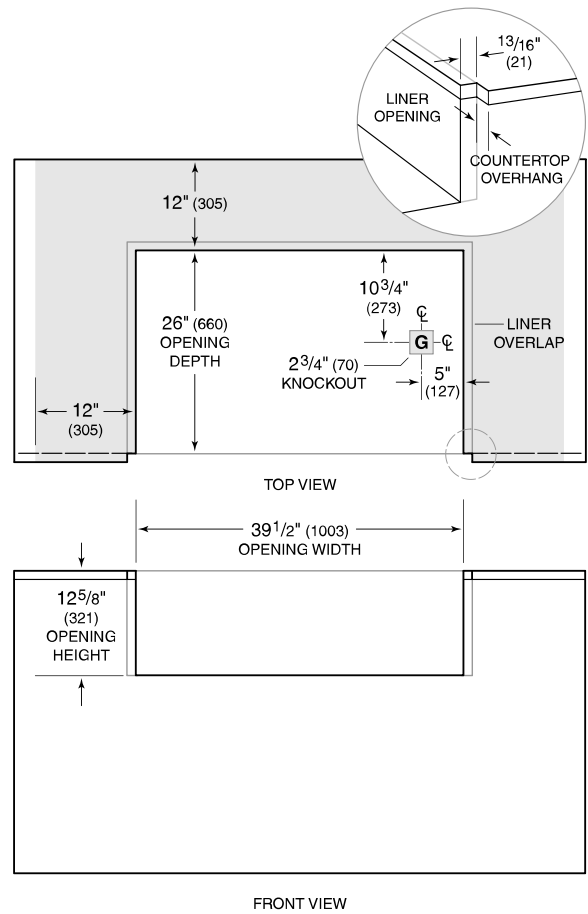 13/16"
(21)
LINER
OPENING
COUNTERTOP
OVERHANG
12" (305)
10 3/4"
(273)
26" (660)
OPENING
DEPTH
℄
G ℄
LINER
OVERLAP
2 3/4" (70)
KNOCKOUT
5"
(127)
12"
(305)
TOP VIEW
39 1/2" (1003)
OPENING WIDTH
12 5/8"
(321)
OPENING
HEIGHT
FRONT VIEW